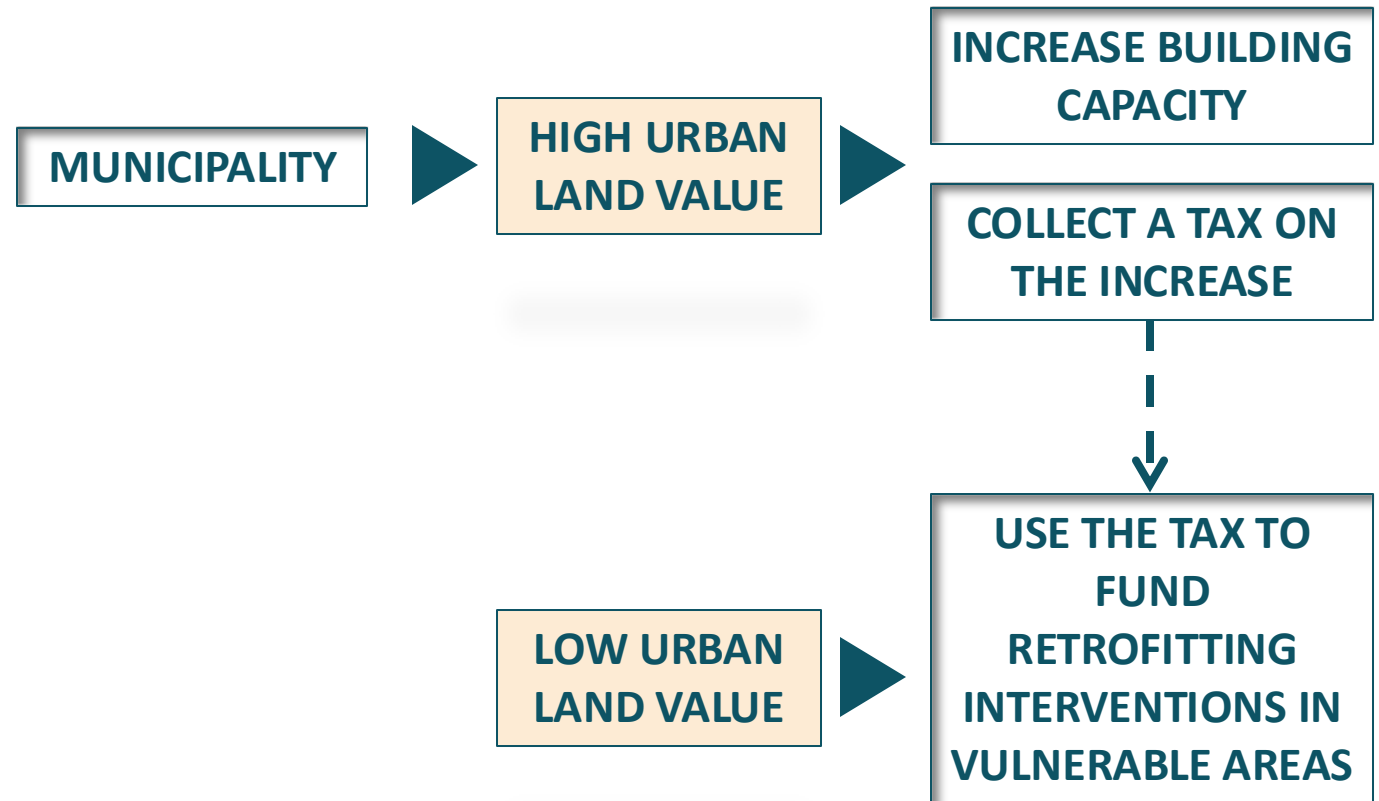 MUNICIPALITY
HIGH URBAN
LAND VALUE
INCREASE BUILDING
CAPACITY
COLLECT A TAX ON
THE INCREASE
LOW URBAN
LAND VALUE
USE THE TAX TO
FUND
RETROFITTING
INTERVENTIONS IN
VULNERABLE AREAS